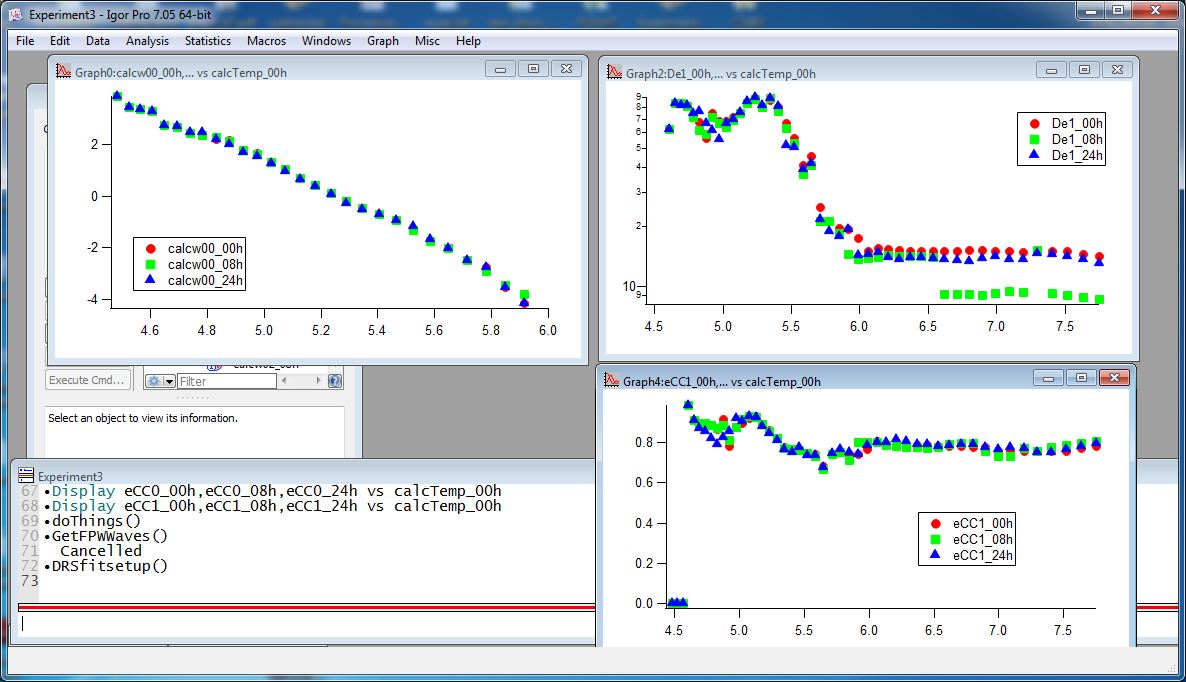 Experiment3 - Igor Pro 7.05 64-bit
File Edit Data Analysis Statistics Macros Windows Graph Misc Help
Graph0:calcw00_00h,... vs calcTemp_00h
2
0
-2
-4
calcw00_00h
calcw00_08h
calcw00_24h
4.6 4.8 5.0 5.2 5.4 5.6 5.8 6.0
Graph2:De1_00h,... vs calcTemp_00h
9
8
7
6
5
4
3
2
10
9
De1_00h
De1_08h
De1_24h
4.5 5.0 5.5 6.0 6.5 7.0 7.5
Execute Cmd...
Filter
Select an object to view its information.
Graph4:eCC1_00h,... vs calcTemp_00h
0.8
0.6
0.4
0.2
0.0
eCC1_00h
eCC1_08h
eCC1_24h
4.5 5.0 5.5 6.0 6.5 7.0 7.5
Experiment3
67 •Display eCC0_00h,eCC0_08h,eCC0_24h vs calcTemp_00h
68 •Display eCC1_00h,eCC1_08h,eCC1_24h vs calcTemp_00h
69 •doThings()
70 •GetFPWWaves()
71 Cancelled
72 •DRSfitsetup()
73